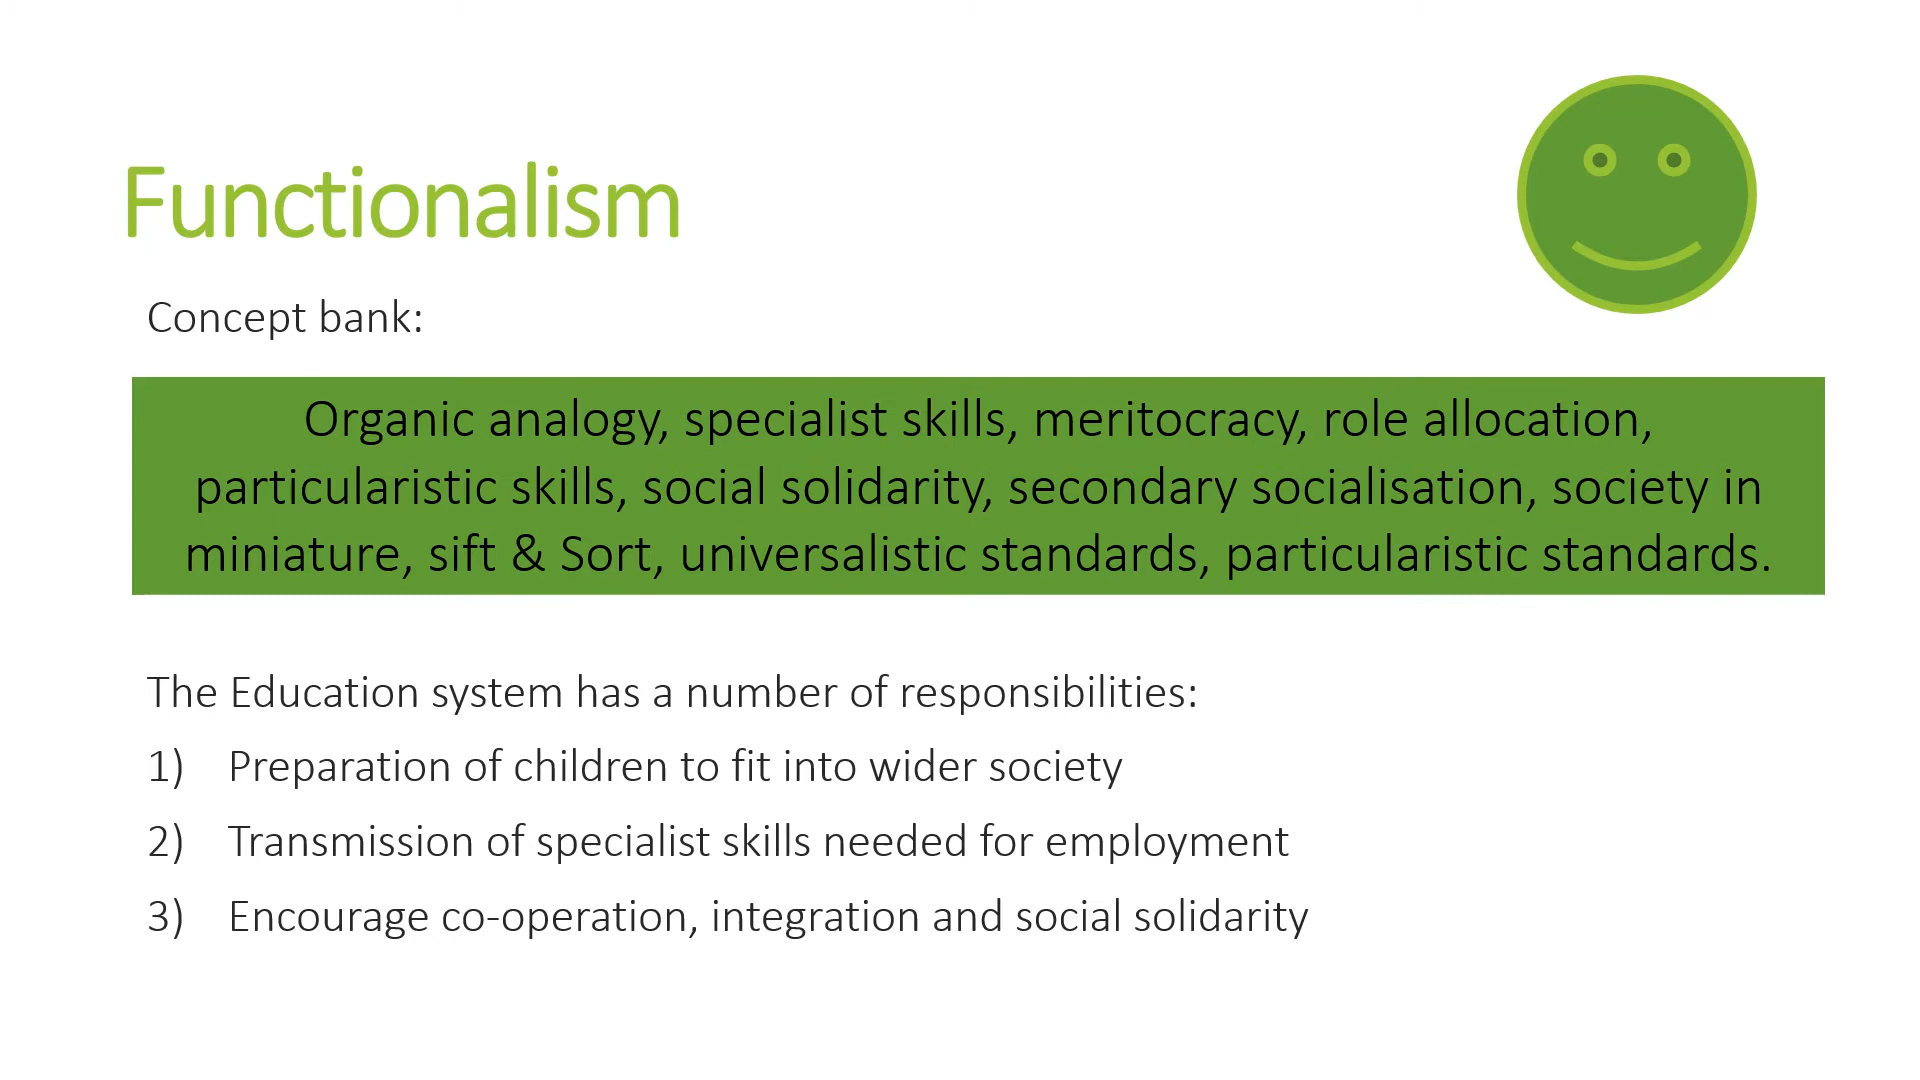 Functionalism
Concept bank:
Organic analogy, specialist skills, meritocracy, role allocation,
particularistic skills, social solidarity, secondary socialisation, society in
miniature, sift & Sort, universalistic standards, particularistic standards.
The Education system has a number of responsibilities:
1) Preparation of children to fit into wider society
2) Transmission of specialist skills needed for employment
3) Encourage co-operation, integration and social solidarity